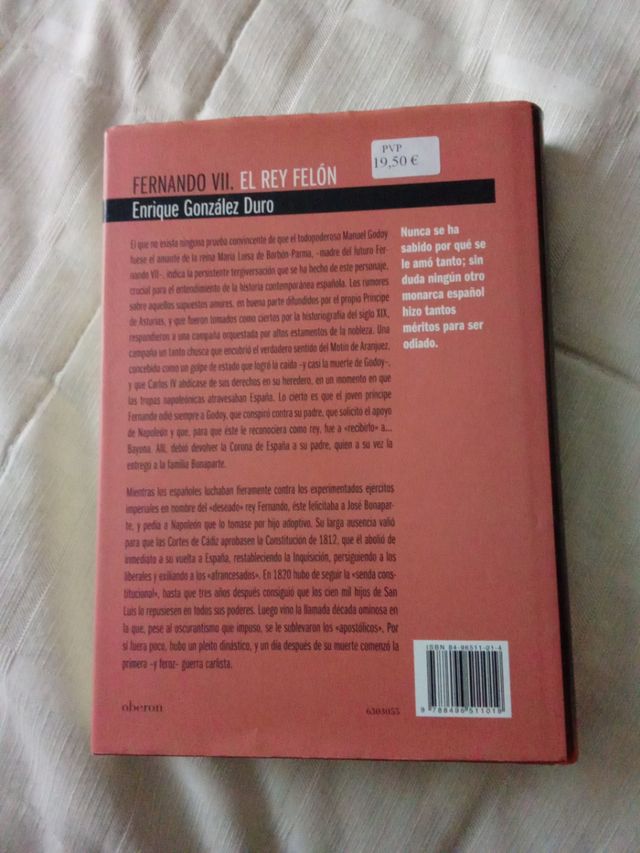 PVP
19,50 €
FERNANDO VII. EL REY FELÓN
Enrique González Duro
El que no exista ninguna prueba convincente de que el todopoderoso Manuel Godoy
fuese el amante de la reina María Luisa de Borbón-Parma, -madre del futuro Fer-
nando VII-, indica la persistente tergiversación que se ha hecho de este personaje,
crucial para el entendimiento de la historia contemporánea española. Los rumores
sobre aquellos supuestos amores, en buena parte difundidos por el propio Príncipe
de Asturias, y que fueron tomados como ciertos por la historiografía del siglo XIX,
respondieron a una campaña orquestada por altos estamentos de la nobleza. Una
campaña un tanto chusca que encubrió el verdadero sentido del Motín de Aranjuez,
concebido como un golpe de estado que logró la caída -y casi la muerte de Godoy-,
y que Carlos IV abdicase de sus derechos en su heredero, en un momento en que
las tropas napoleónicas atravesaban España. Lo cierto es que el joven príncipe
Fernando odió siempre a Godoy, que conspiró contra su padre, que solicitó el apoyo
de Napoleón y que, para que éste le reconociera como rey, fue a «recibirlo» a...
Bayona. Allí, debió devolver la Corona de España a su padre, quien a su vez la
entregó a la familia Bonaparte.
Mientras los españoles luchaban fieramente contra los experimentados ejércitos
imperiales en nombre del «deseado» rey Fernando, éste felicitaba a José Bonapar-
te, y pedía a Napoleón que lo tomase por hijo adoptivo. Su larga ausencia valió
para que las Cortes de Cádiz aprobasen la Constitución de 1812, que él abolió de
inmediato a su vuelta a España, restableciendo la Inquisición, persiguiendo a los
liberales y exiliando a los «afrancesados». En 1820 hubo de seguir la «senda cons-
titucional», hasta que tres años después consiguió que los cien mil hijos de San
Luis lo repusiesen en todos sus poderes. Luego vino la llamada década ominosa en
la que, pese al oscurantismo que impuso, se le sublevaron los «apostólicos». Por
si fuera poco, hubo un pleito dinástico, y un día después de su muerte comenzó la
primera -y feroz- guerra carlista.
Nunca se ha
sabido por qué se
le amó tanto; sin
duda ningún otro
monarca español
hizo tantos
méritos para ser
odiado.
oberon
6303053
ISBN 84-96511-01-4
9 788496 511019